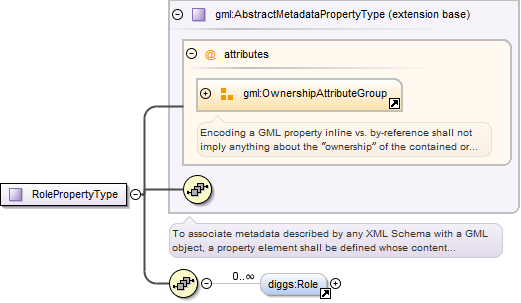 gml:AbstractMetadataPropertyType (extension base)
@ attributes
gml:OwnershipAttributeGroup
Encoding a GML property inline vs. by-reference shall not
imply anything about the "ownership" of the contained or...
RolePropertyType
To associate metadata described by any XML Schema with a GML
object, a property element shall be defined whose content...
0..∞
diggs:Role